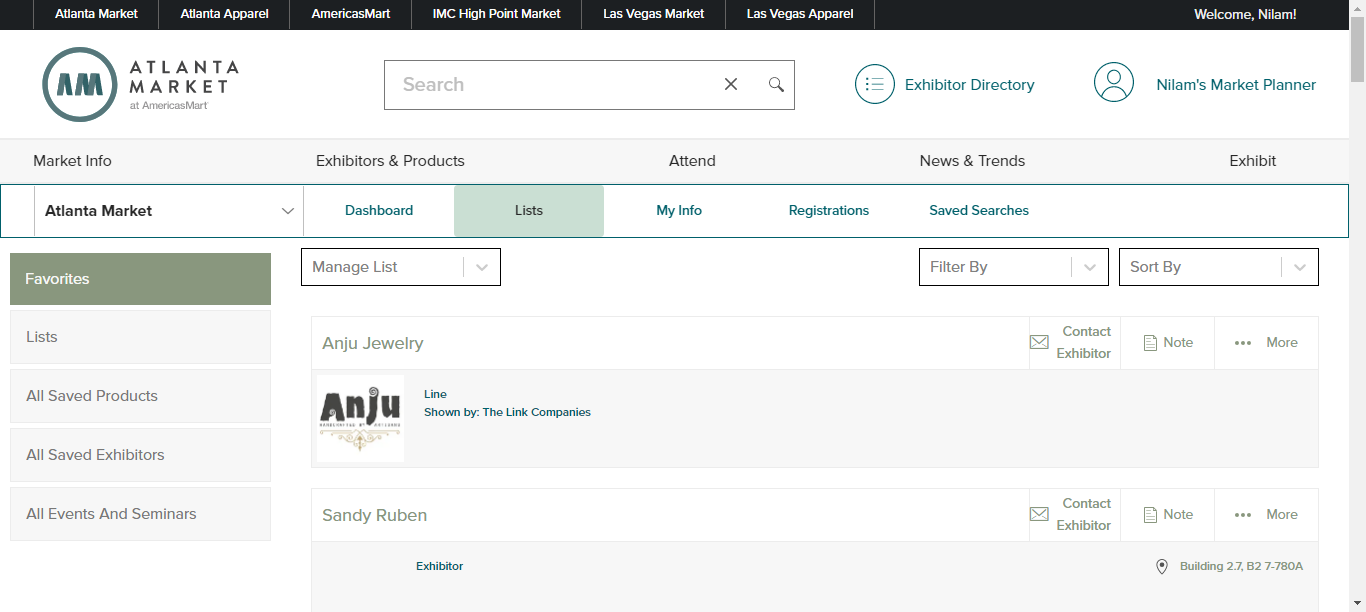 Atlanta Market
Atlanta Apparel
AmericasMart
IMC High Point Market
Las Vegas Market
Las Vegas Apparel
Welcome, Nilam!
AM
ATLANTA
MARKET
at AmericasMart
Search
Exhibitor Directory
Nilam's Market Planner
Market Info
Exhibitors & Products
Attend
News & Trends
Exhibit
Atlanta Market
Dashboard
Lists
My Info
Registrations
Saved Searches
Favorites
Lists
All Saved Products
All Saved Exhibitors
All Events And Seminars
Manage List
Filter By
Sort By
Anju Jewelry
Contact
Exhibitor
Note
More
Anju
Line
Shown by: The Link Companies
Sandy Ruben
Contact
Exhibitor
Note
More
Exhibitor
Building 2.7, B2 7-780A